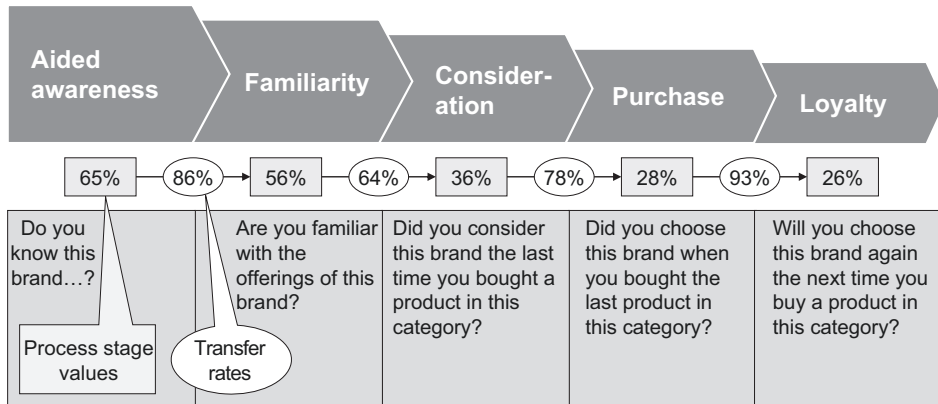 Aided
awareness
Familiarity
Consider-
ation
Purchase
Loyalty
65%
86%
56%
64%
36%
78%
28%
93%
26%
Do you
know this
brand…?
Are you familiar
with the
offerings of this
brand?
Did you consider
this brand the last
time you bought a
product in this
category?
Did you choose
this brand when
you bought the
last product in
this category?
Will you choose
this brand again
the next time you
buy a product in
this category?
Process stage
values
Transfer
rates